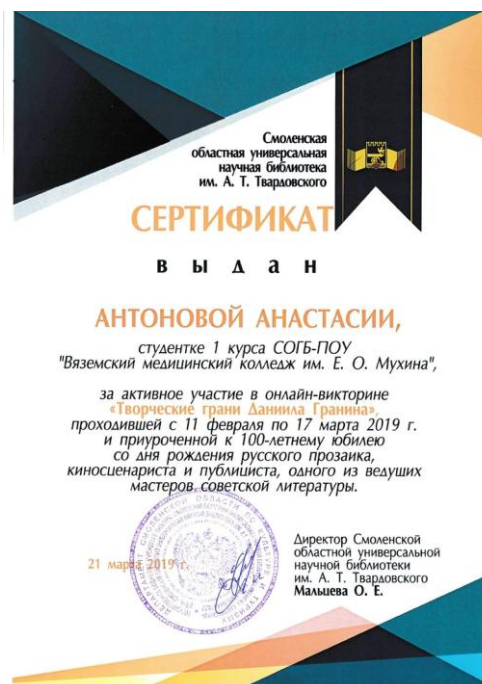 Смоленская
областная универсальная
научная библиотека
им. А. Т. Твардовского
СЕРТИФИКАТ
выдан
АНТОНОВОЙ АНАСТАСИИ,
студентке 1 курса СОГБ-ПОУ
"Вяземский медицинский колледж им. Е. О. Мухина",
за активное участие в онлайн-викторине
«Творческие грани Даниила Гранина»,
проходившей с 11 февраля по 17 марта 2019 г.
и приуроченной к 100-летнему юбилею
со дня рождения русского прозаика,
киносценариста и публициста, одного из ведущих
мастеров советской литературы.
21 марта 2019 г.
Директор Смоленской
областной универсальной
научной библиотеки
им. А. Т. Твардовского
Мальцева О. Е.